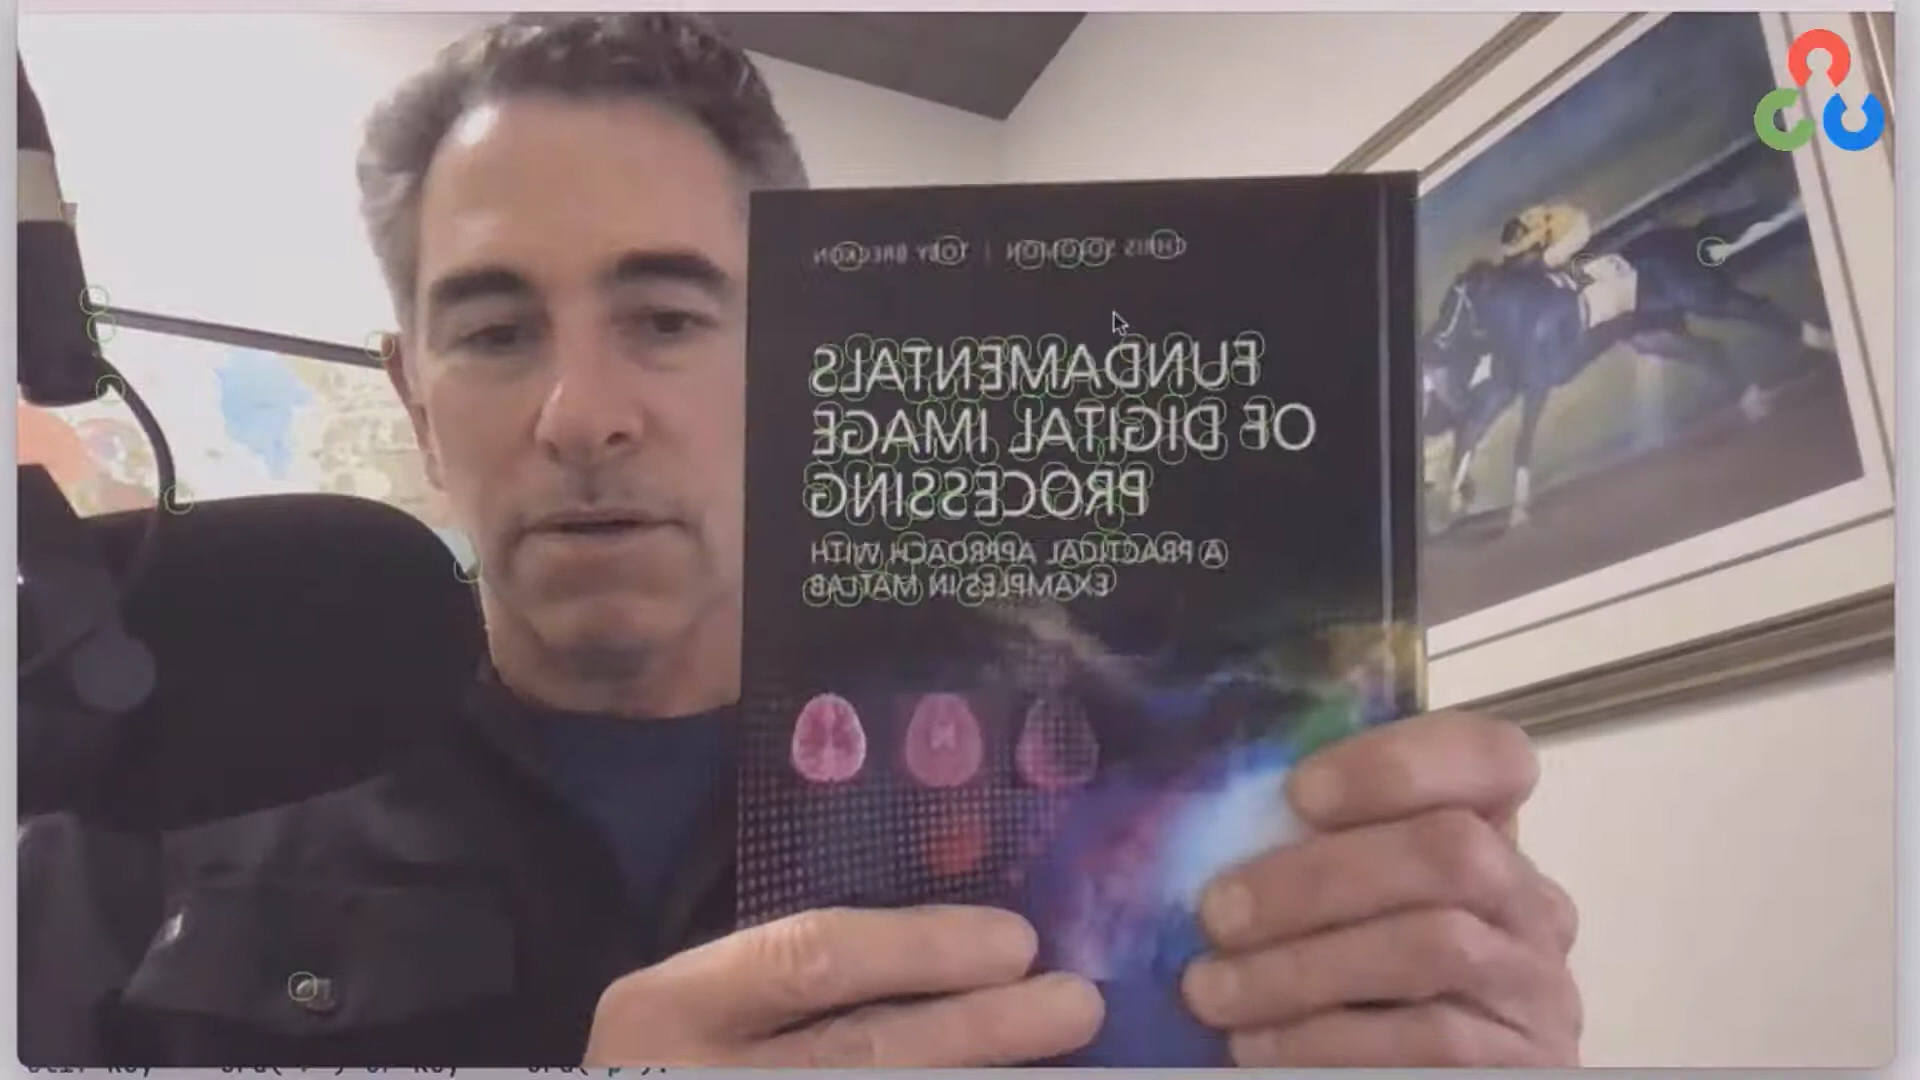 CHRIS SOLOMON | TOBY BRECKON
FUNDAMENTALS
OF DIGITAL IMAGE
PROCESSING
A PRACTICAL APPROACH WITH
EXAMPLES IN MATLAB